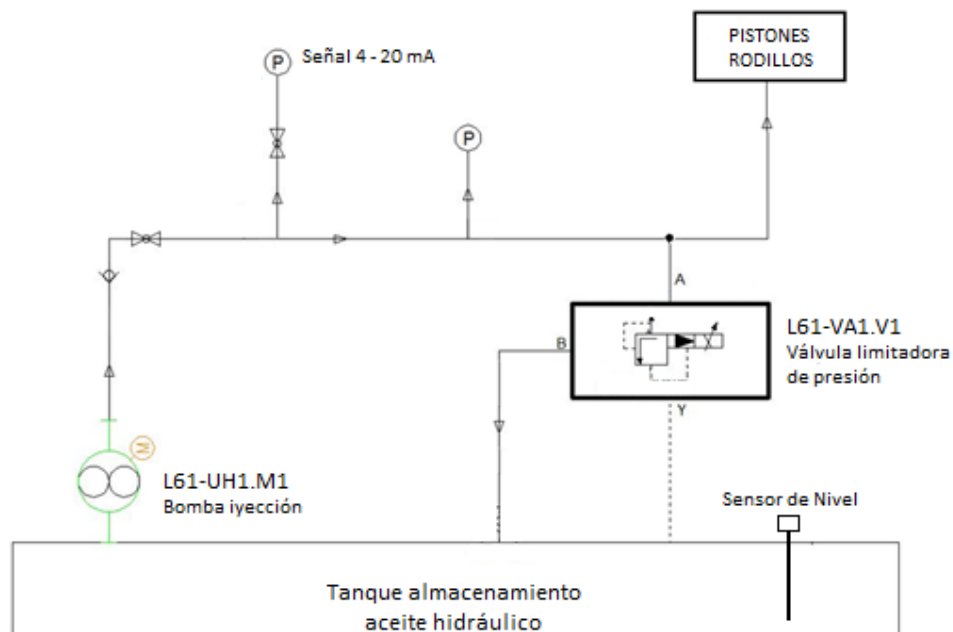 PISTONES
RODILLOS
P
Señal 4 - 20 mA
P
A
L61-VA1.V1
Válvula limitadora
de presión
B
Y
M
L61-UH1.M1
Bomba iyección
Sensor de Nivel
Tanque almacenamiento
aceite hidráulico